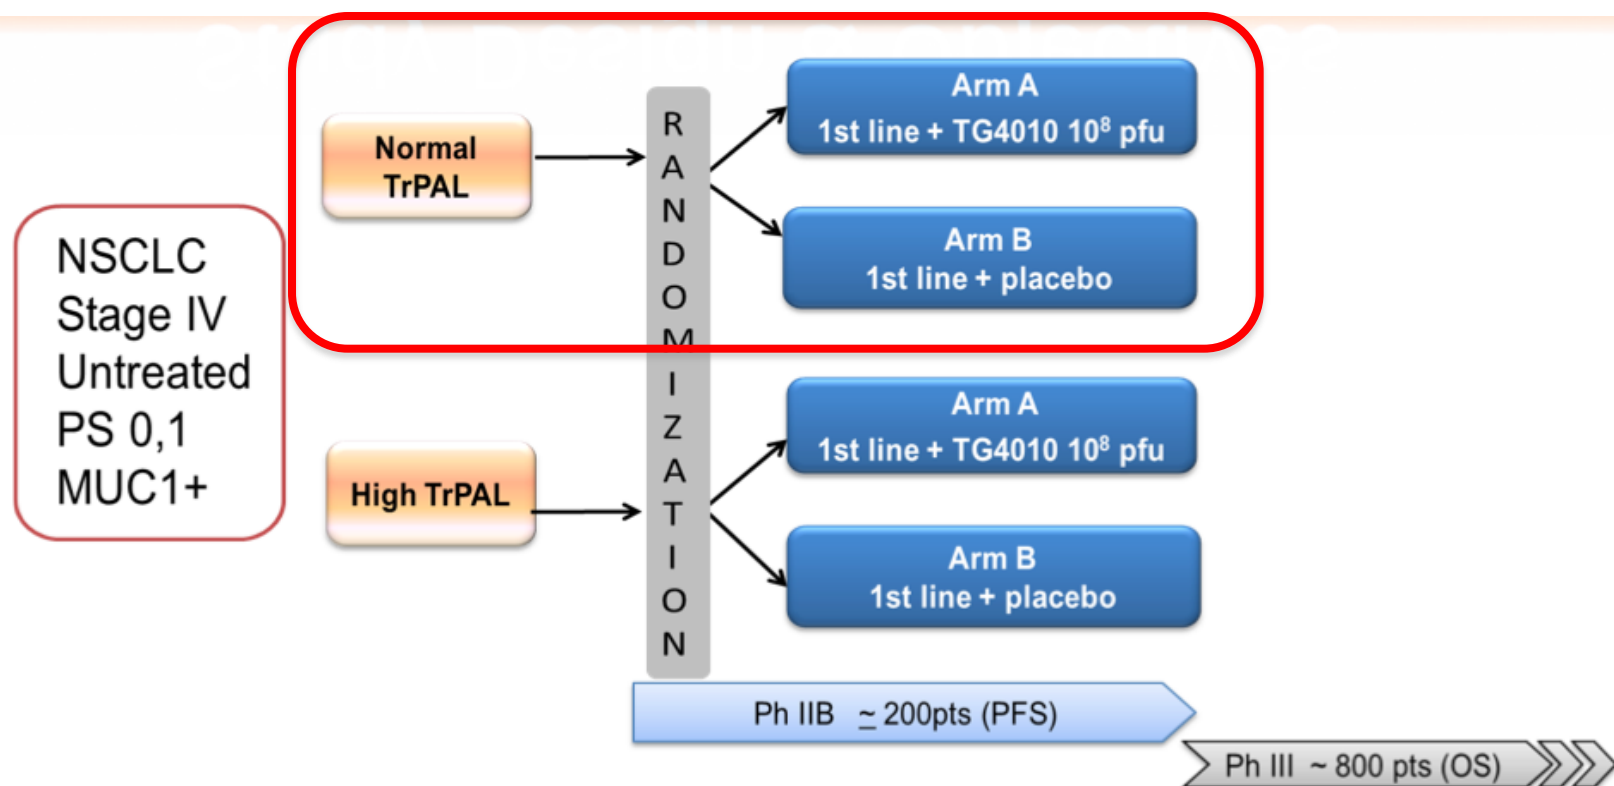 NSCLC
Stage IV
Untreated
PS 0,1
MUC1+
Normal
TrPAL
High TrPAL
RANDOMIZATION
Arm A
1st line + TG4010 10⁸ pfu
Arm B
1st line + placebo
Arm A
1st line + TG4010 10⁸ pfu
Arm B
1st line + placebo
Ph IIB ~ 200pts (PFS)
Ph III ~ 800 pts (OS)